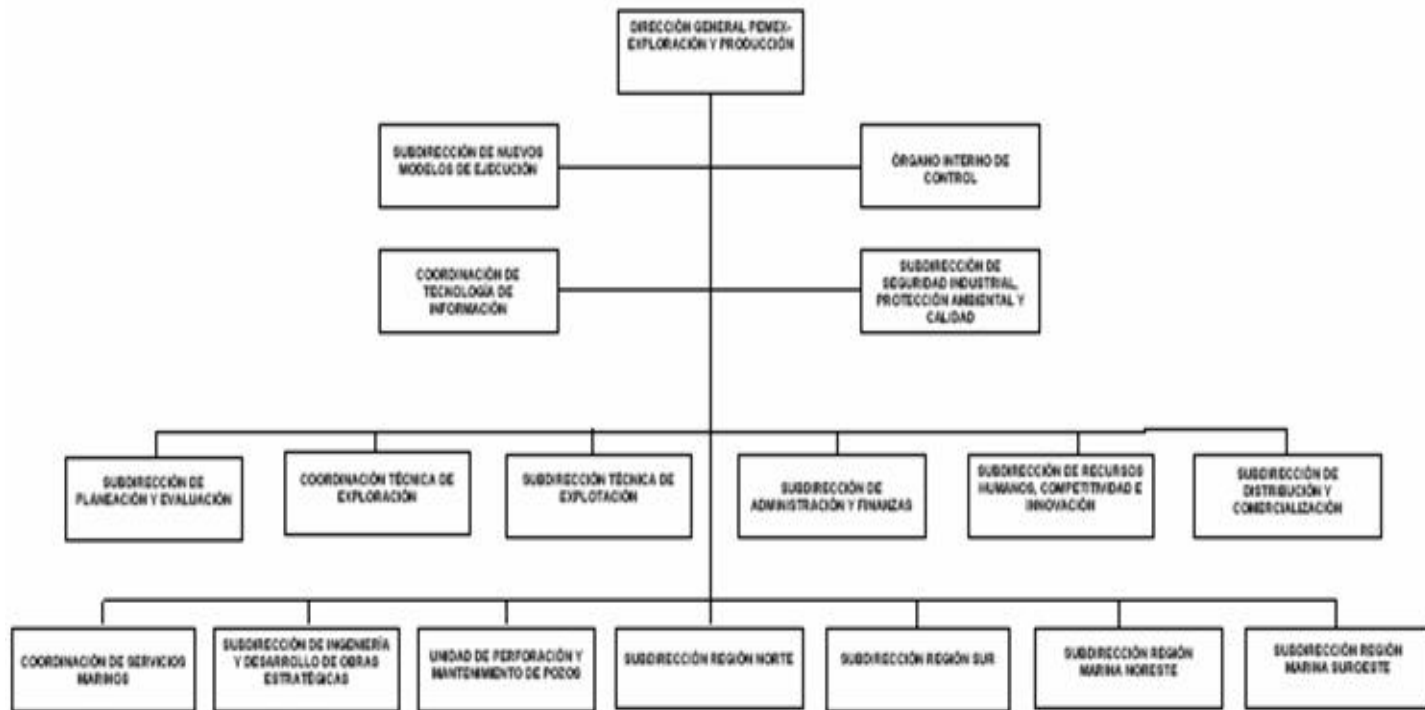 DIRECCIÓN GENERAL PEMEX-
EXPLORACIÓN Y PRODUCCIÓN
SUBDIRECCIÓN DE NUEVOS
MODELOS DE EJECUCIÓN
ÓRGANO INTERNO DE
CONTROL
COORDINACIÓN DE
TECNOLOGÍA DE
INFORMACIÓN
SUBDIRECCIÓN DE
SEGURIDAD INDUSTRIAL,
PROTECCIÓN AMBIENTAL Y
CALIDAD
SUBDIRECCIÓN DE
PLANEACIÓN Y EVALUACIÓN
COORDINACIÓN TÉCNICA DE
EXPLORACIÓN
SUBDIRECCIÓN TÉCNICA DE
EXPLOTACIÓN
SUBDIRECCIÓN DE
ADMINISTRACIÓN Y FINANZAS
SUBDIRECCIÓN DE RECURSOS
HUMANOS, COMPETITIVIDAD E
INNOVACIÓN
SUBDIRECCIÓN DE
DISTRIBUCIÓN Y
COMERCIALIZACIÓN
COORDINACIÓN DE SERVICIOS
MARINOS
SUBDIRECCIÓN DE INGENIERÍA
Y DESARROLLO DE OBRAS
ESTRATÉGICAS
UNIDAD DE PERFORACIÓN Y
MANTENIMIENTO DE POZOS
SUBDIRECCIÓN REGIÓN NORTE
SUBDIRECCIÓN REGIÓN SUR
SUBDIRECCIÓN REGIÓN
MARINA NORESTE
SUBDIRECCIÓN REGIÓN
MARINA SUROESTE